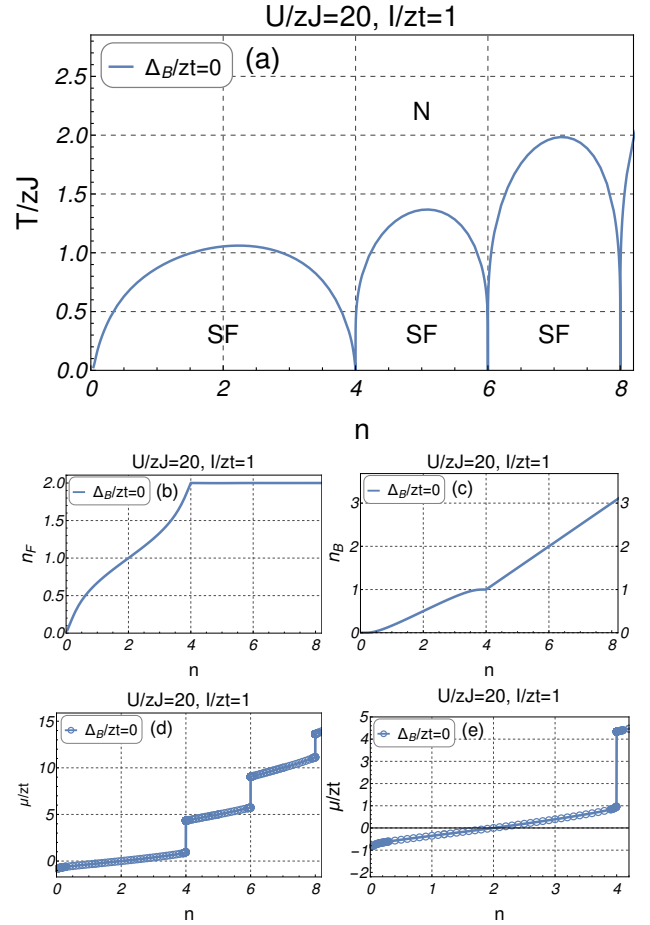 U/zJ=20, I/zt=1
Δ_B/zt=0 (a)
N
SF SF SF
T/zJ
2.5
2.0
1.5
1.0
0.5
0.0
0 2 4 6 8
n
U/zJ=20, I/zt=1
Δ_B/zt=0 (b)
n_F
2.0
1.5
1.0
0.5
0.0
0 2 4 6 8
n
U/zJ=20, I/zt=1
Δ_B/zt=0 (c)
n_B
3
2
1
0
0 2 4 6 8
n
U/zJ=20, I/zt=1
Δ_B/zt=0 (d)
μ/zt
15
10
5
0
0 2 4 6 8
n
U/zJ=20, I/zt=1
Δ_B/zt=0 (e)
μ/zt
5
4
3
2
1
0
-1
-2
0 1 2 3 4
n